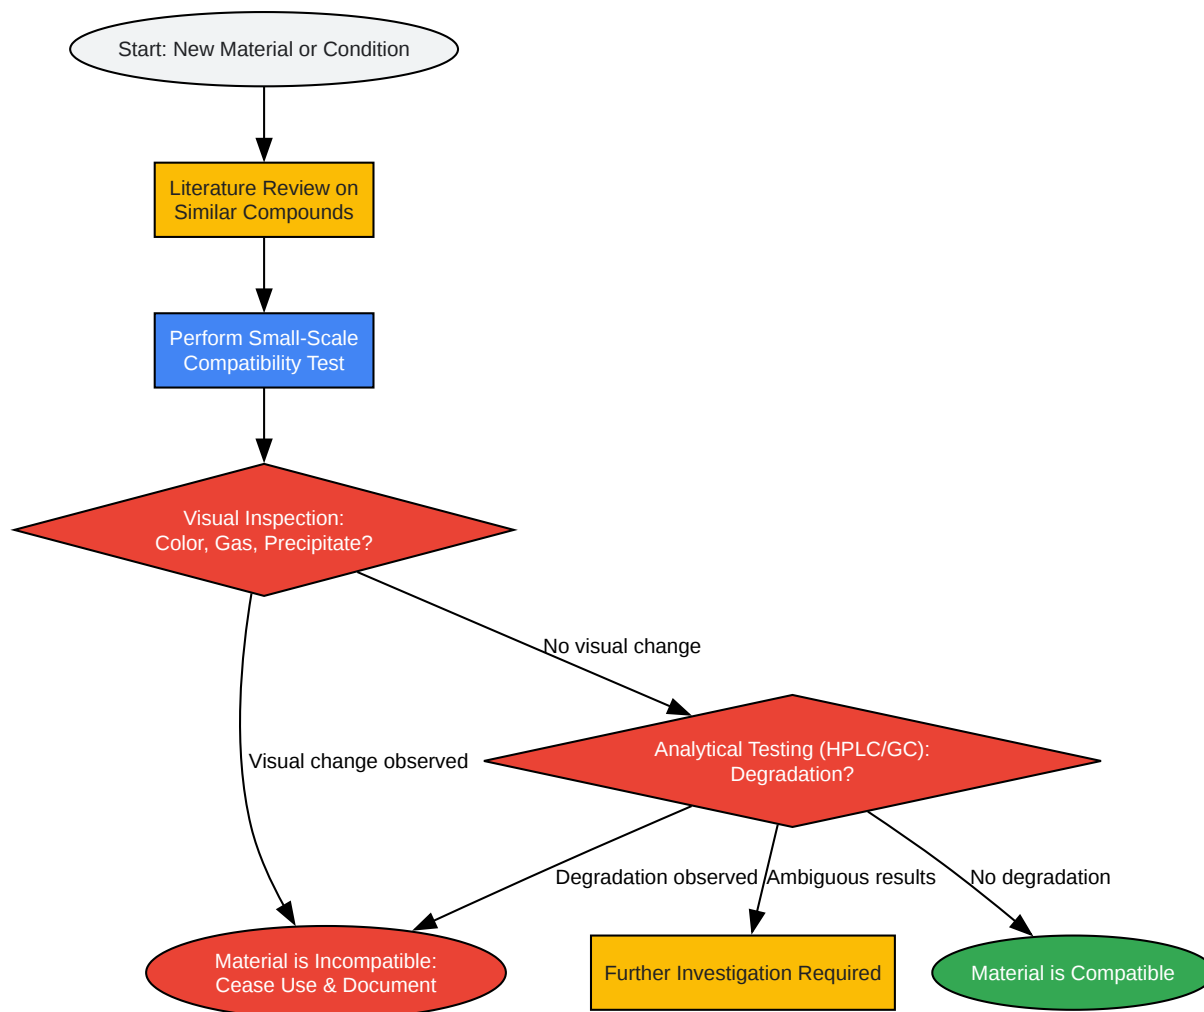 Start: New Material or Condition
Literature Review on
Similar Compounds
Perform Small-Scale
Compatibility Test
Visual Inspection:
Color, Gas, Precipitate?
No visual change
Visual change observed
Analytical Testing (HPLC/GC):
Degradation?
Degradation observed
Ambiguous results
No degradation
Material is Incompatible:
Cease Use & Document
Further Investigation Required
Material is Compatible